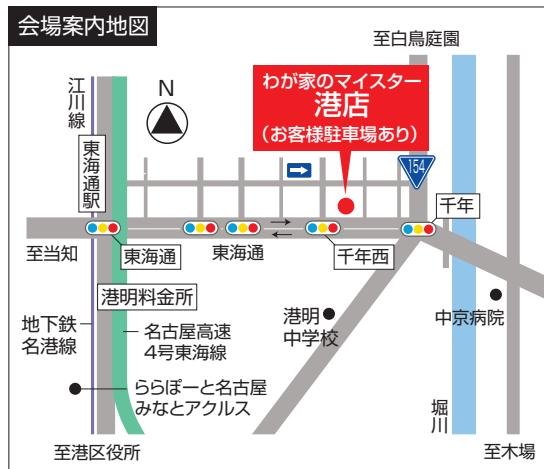 会場案内地図
至白鳥庭園
江川線
N
わが家のマイスター
港店
(お客様駐車場あり)
東海通駅
154
千年
至当知
東海通
東海通
千年西
港明料金所
地下鉄
名港線
名古屋高速
4号東海線
港明
中学校
中京病院
ららぽーと名古屋
みなとアクルス
堀川
至港区役所
至木場